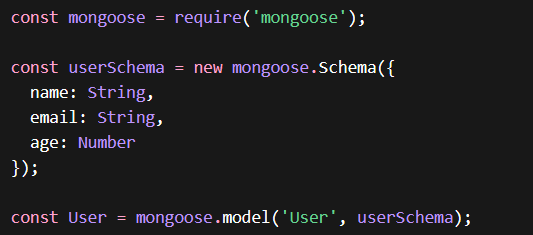 const mongoose = require('mongoose');

const userSchema = new mongoose.Schema({
  name: String,
  email: String,
  age: Number
});

const User = mongoose.model('User', userSchema);